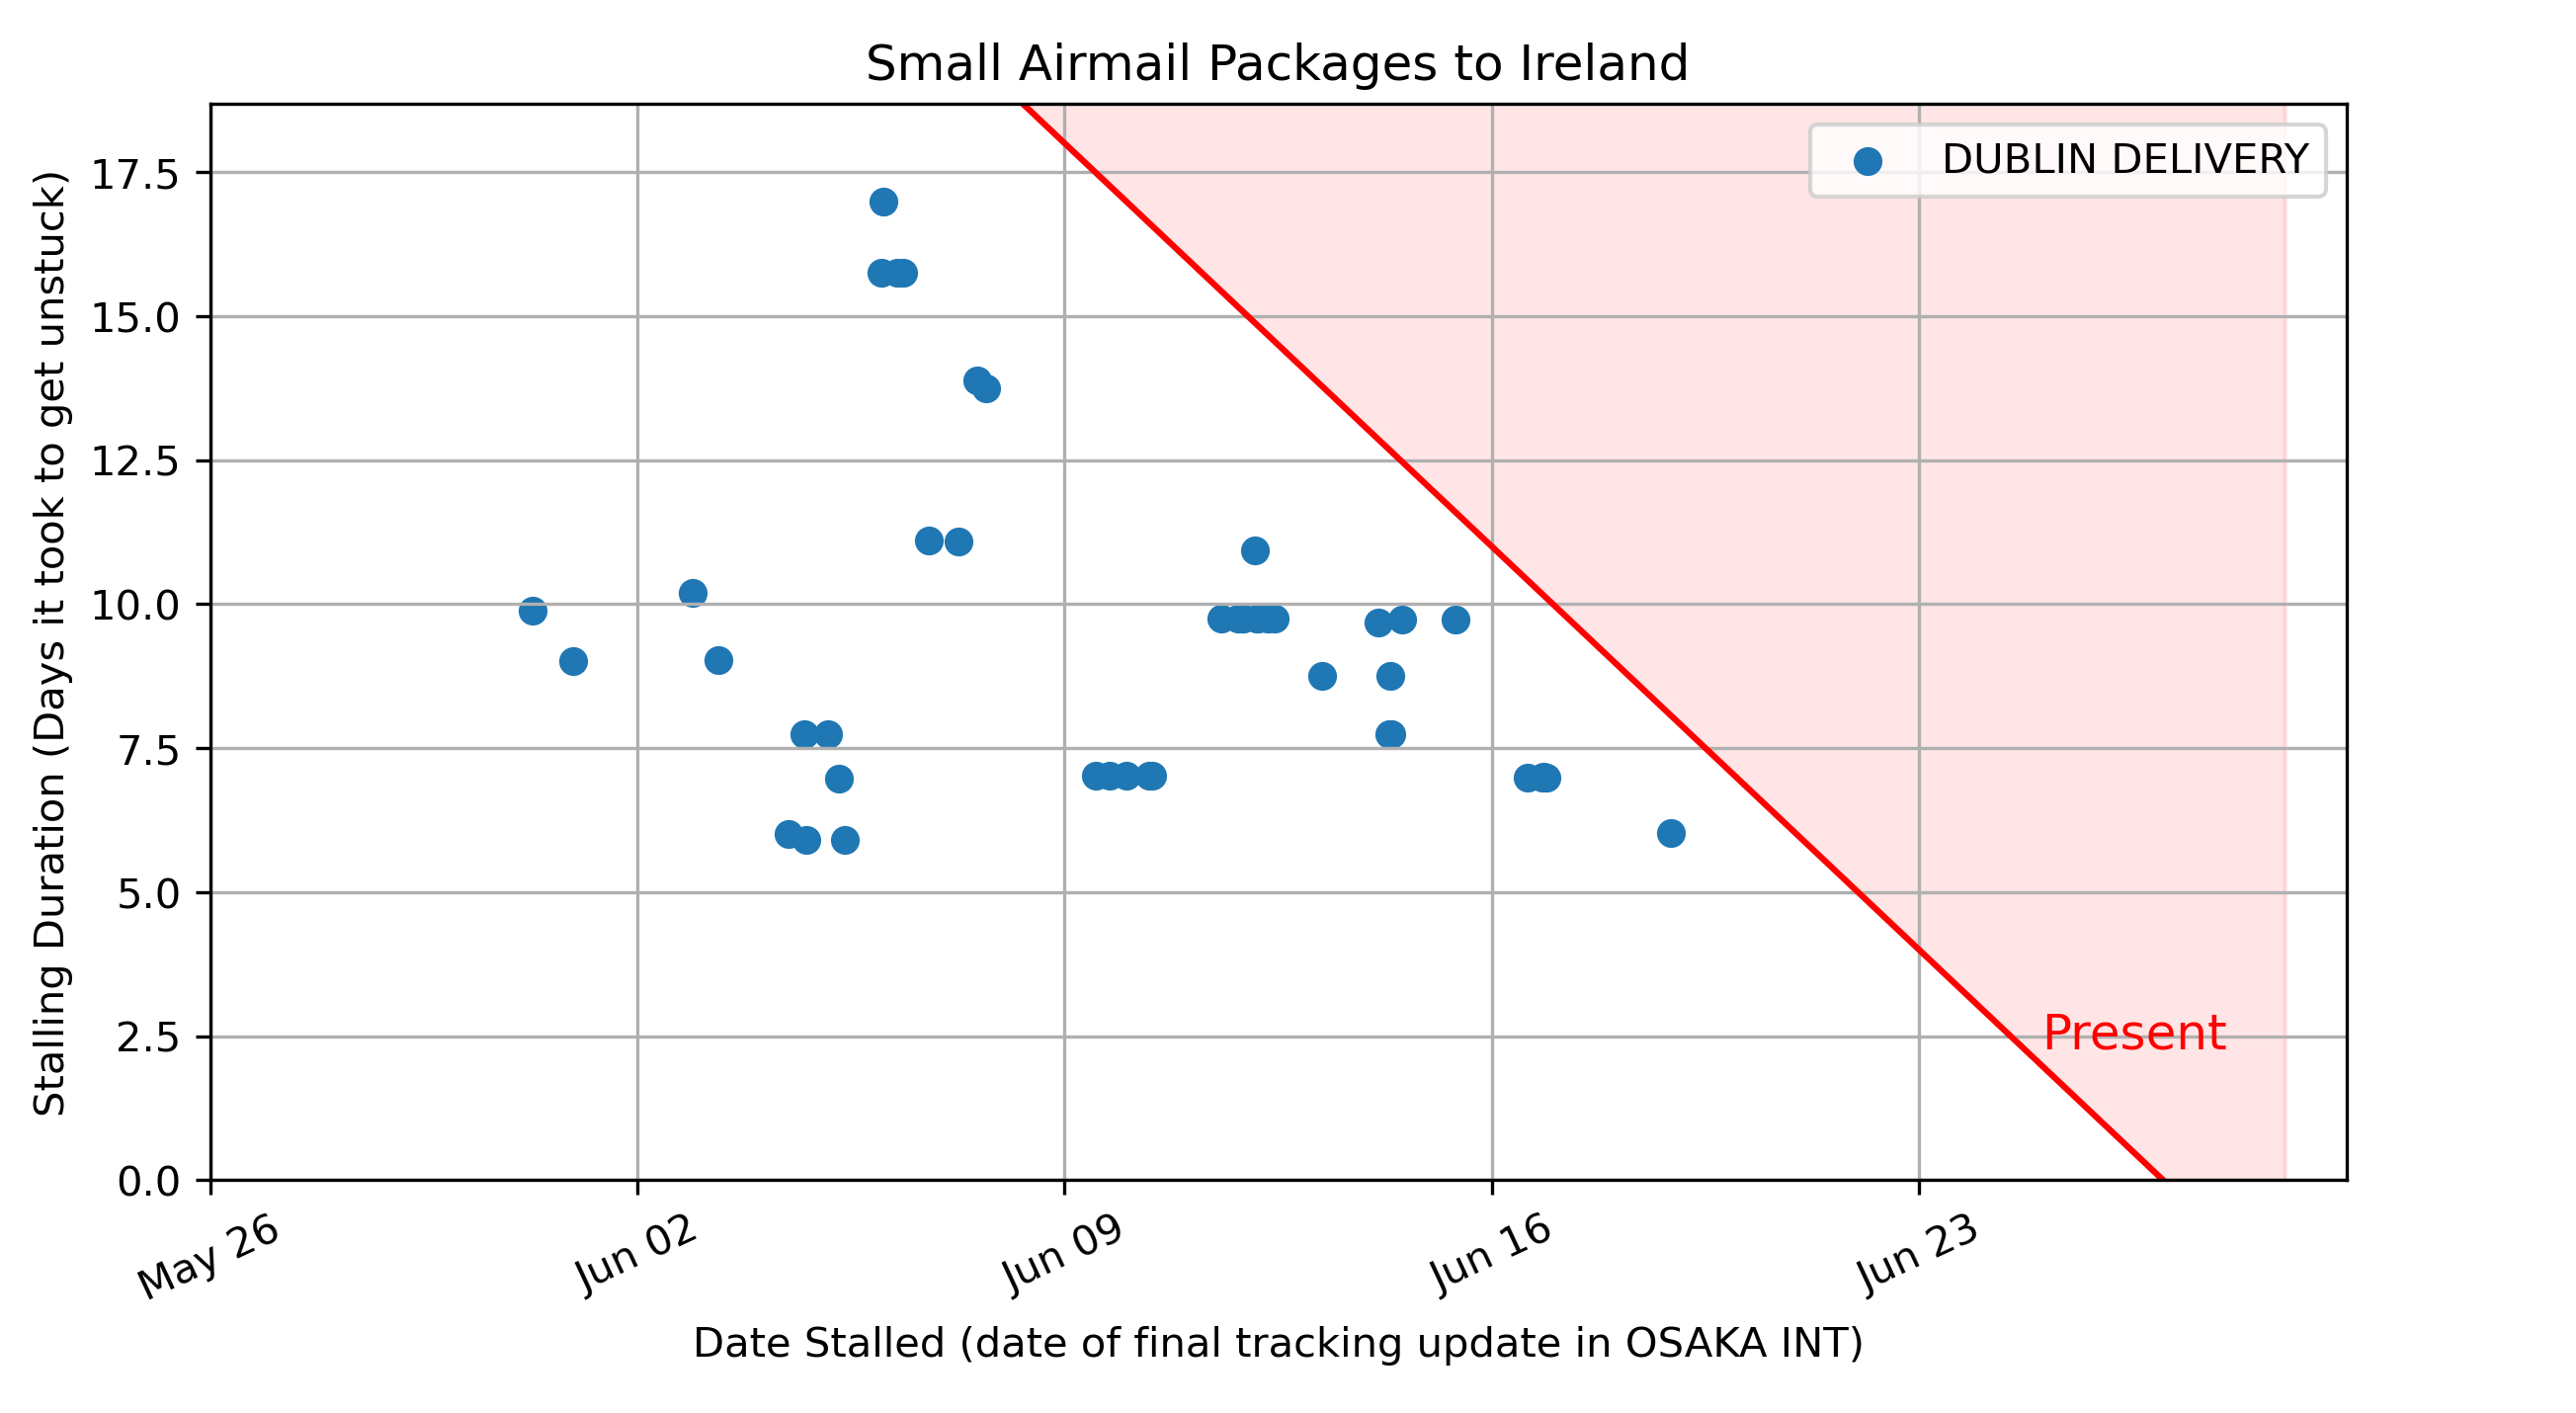 Small Airmail Packages to Ireland
DUBLIN DELIVERY
Stalling Duration (Days it took to get unstuck)
17.5
15.0
12.5
10.0
7.5
5.0
2.5
0.0
Present
May 26
Jun 02
Jun 09
Jun 16
Jun 23
Date Stalled (date of final tracking update in OSAKA INT)